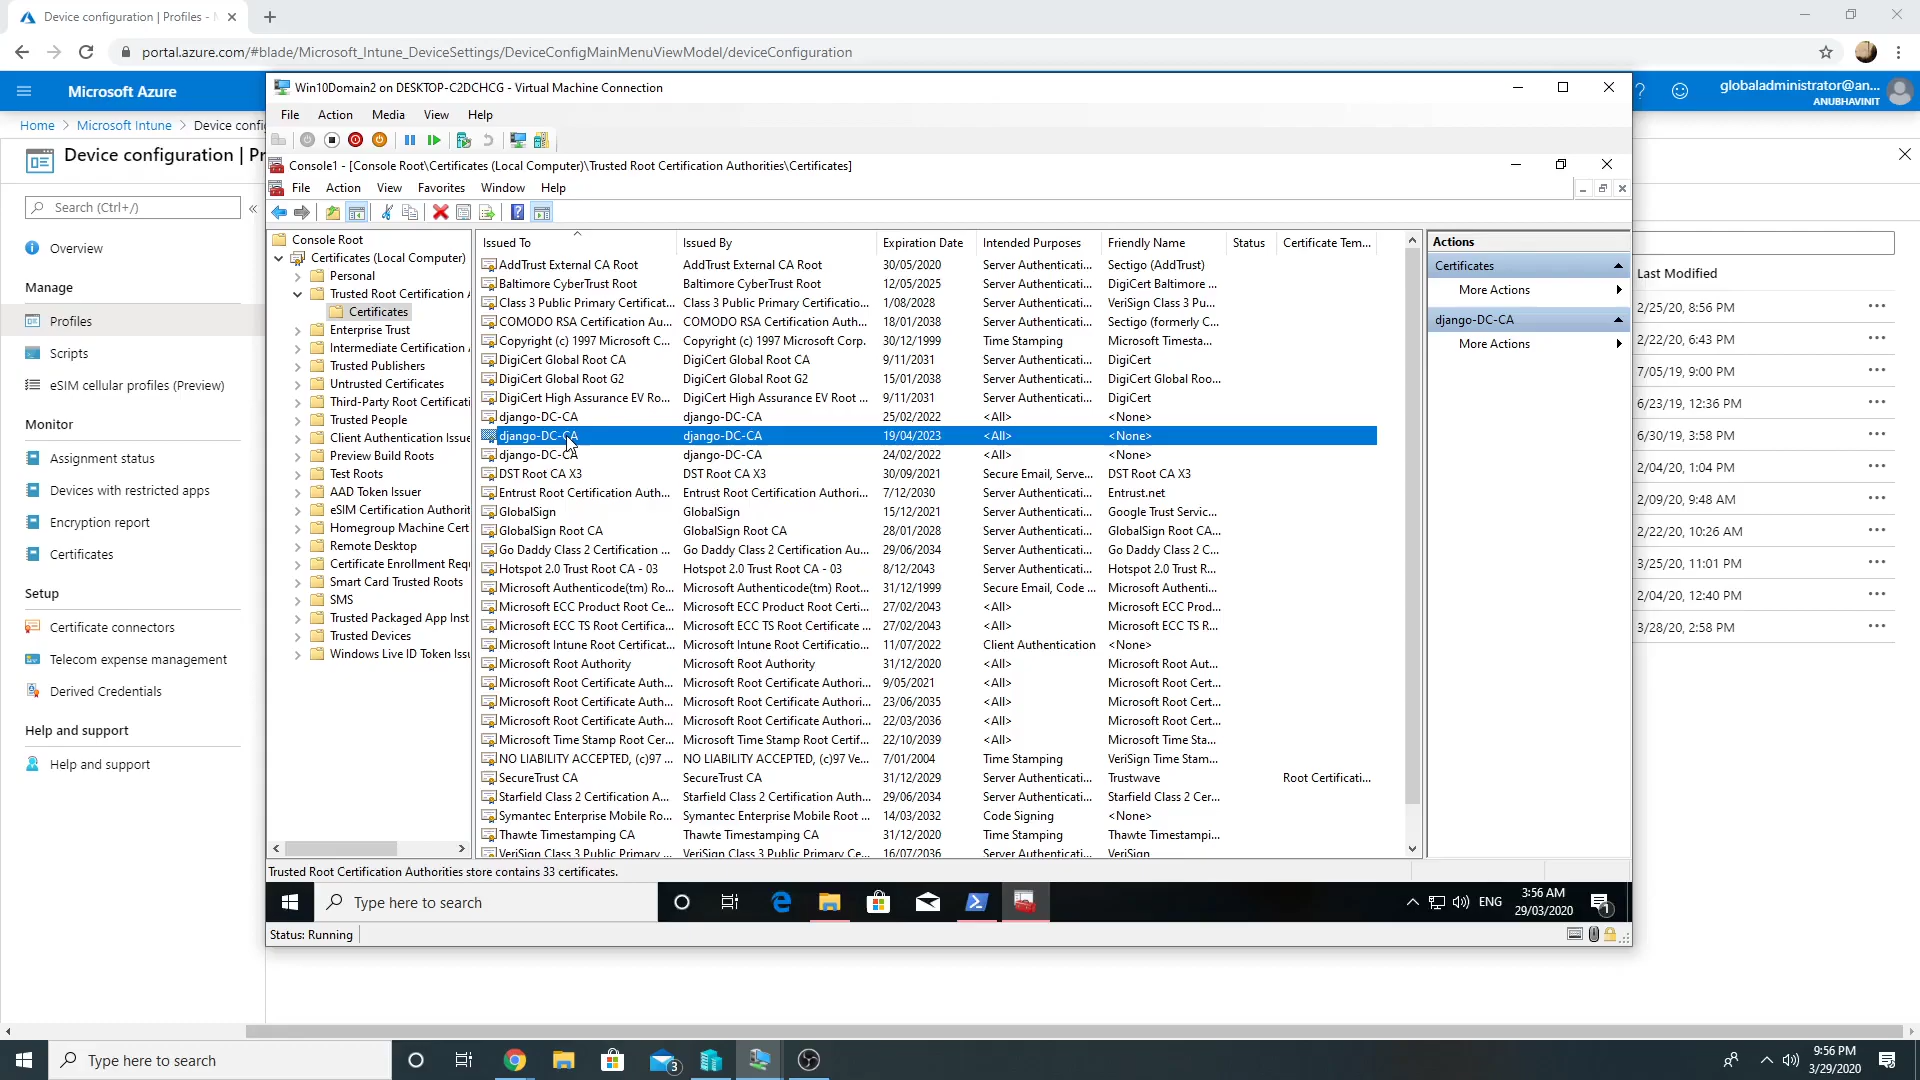 Device configuration | Profiles - M
portal.azure.com/#blade/Microsoft_Intune_DeviceSettings/DeviceConfigMainMenuViewModel/deviceConfiguration
Microsoft Azure
globaladministrator@an...
ANUBHAVINIT
Home > Microsoft Intune > Device confi
Device configuration | Pr
Search (Ctrl+/)
Overview
Manage
Profiles
Scripts
eSIM cellular profiles (Preview)
Monitor
Assignment status
Devices with restricted apps
Encryption report
Certificates
Setup
Certificate connectors
Telecom expense management
Derived Credentials
Help and support
Help and support
Win10Domain2 on DESKTOP-C2DCHCG - Virtual Machine Connection
File Action Media View Help
Console1 - [Console Root\Certificates (Local Computer)\Trusted Root Certification Authorities\Certificates]
File Action View Favorites Window Help
Console Root
Certificates (Local Computer)
Personal
Trusted Root Certification A
Certificates
Enterprise Trust
Intermediate Certification A
Trusted Publishers
Untrusted Certificates
Third-Party Root Certificati
Trusted People
Client Authentication Issue
Preview Build Roots
Test Roots
AAD Token Issuer
eSIM Certification Authorit
Homegroup Machine Cert
Remote Desktop
Certificate Enrollment Requ
Smart Card Trusted Roots
SMS
Trusted Packaged App Inst
Trusted Devices
Windows Live ID Token Issu
Issued To Issued By Expiration Date Intended Purposes Friendly Name Status Certificate Tem...
AddTrust External CA Root AddTrust External CA Root 30/05/2020 Server Authenticati... Sectigo (AddTrust)
Baltimore CyberTrust Root Baltimore CyberTrust Root 12/05/2025 Server Authenticati... DigiCert Baltimore ...
Class 3 Public Primary Certificat... Class 3 Public Primary Certificatio... 1/08/2028 Server Authenticati... VeriSign Class 3 Pu...
COMODO RSA Certification Au... COMODO RSA Certification Auth... 18/01/2038 Server Authenticati... Sectigo (formerly C...
Copyright (c) 1997 Microsoft C... Copyright (c) 1997 Microsoft Corp. 30/12/1999 Time Stamping Microsoft Timesta...
DigiCert Global Root CA DigiCert Global Root CA 9/11/2031 Server Authenticati... DigiCert
DigiCert Global Root G2 DigiCert Global Root G2 15/01/2038 Server Authenticati... DigiCert Global Roo...
DigiCert High Assurance EV Ro... DigiCert High Assurance EV Root ... 9/11/2031 Server Authenticati... DigiCert
django-DC-CA django-DC-CA 25/02/2022 <All> <None>
django-DC-CA django-DC-CA 19/04/2023 <All> <None>
django-DC-CA django-DC-CA 24/02/2022 <All> <None>
DST Root CA X3 DST Root CA X3 30/09/2021 Secure Email, Serve... DST Root CA X3
Entrust Root Certification Auth... Entrust Root Certification Authori... 7/12/2030 Server Authenticati... Entrust.net
GlobalSign GlobalSign 15/12/2021 Server Authenticati... Google Trust Servic...
GlobalSign Root CA GlobalSign Root CA 28/01/2028 Server Authenticati... GlobalSign Root CA...
Go Daddy Class 2 Certification ... Go Daddy Class 2 Certification Au... 29/06/2034 Server Authenticati... Go Daddy Class 2 C...
Hotspot 2.0 Trust Root CA - 03 Hotspot 2.0 Trust Root CA - 03 8/12/2043 Server Authenticati... Hotspot 2.0 Trust R...
Microsoft Authenticode(tm) Ro... Microsoft Authenticode(tm) Root... 31/12/1999 Secure Email, Code ... Microsoft Authenti...
Microsoft ECC Product Root Ce... Microsoft ECC Product Root Certi... 27/02/2043 <All> Microsoft ECC Prod...
Microsoft ECC TS Root Certifica... Microsoft ECC TS Root Certificate ... 27/02/2043 <All> Microsoft ECC TS R...
Microsoft Intune Root Certificat... Microsoft Intune Root Certificatio... 11/07/2022 Client Authentication <None>
Microsoft Root Authority Microsoft Root Authority 31/12/2020 <All> Microsoft Root Aut...
Microsoft Root Certificate Auth... Microsoft Root Certificate Authori... 9/05/2021 <All> Microsoft Root Cert...
Microsoft Root Certificate Auth... Microsoft Root Certificate Authori... 23/06/2035 <All> Microsoft Root Cert...
Microsoft Root Certificate Auth... Microsoft Root Certificate Authori... 22/03/2036 <All> Microsoft Root Cert...
Microsoft Time Stamp Root Cer... Microsoft Time Stamp Root Certif... 22/10/2039 <All> Microsoft Time Sta...
NO LIABILITY ACCEPTED, (c)97 ... NO LIABILITY ACCEPTED, (c)97 Ve... 7/01/2004 Time Stamping VeriSign Time Stam...
SecureTrust CA SecureTrust CA 31/12/2029 Server Authenticati... Trustwave Root Certificati...
Starfield Class 2 Certification A... Starfield Class 2 Certification Auth... 29/06/2034 Server Authenticati... Starfield Class 2 Cer...
Symantec Enterprise Mobile Ro... Symantec Enterprise Mobile Root ... 14/03/2032 Code Signing <None>
Thawte Timestamping CA Thawte Timestamping CA 31/12/2020 Time Stamping Thawte Timestampi...
VeriSign Class 3 Public Primary ... VeriSign Class 3 Public Primary Ce... 16/07/2036 Server Authenticati... VeriSign
Actions
Certificates
More Actions
django-DC-CA
More Actions
Trusted Root Certification Authorities store contains 33 certificates.
Type here to search
ENG
3:56 AM
29/03/2020
1
Status: Running
Last Modified
2/25/20, 8:56 PM
2/22/20, 6:43 PM
7/05/19, 9:00 PM
6/23/19, 12:36 PM
6/30/19, 3:58 PM
2/04/20, 1:04 PM
2/09/20, 9:48 AM
2/22/20, 10:26 AM
3/25/20, 11:01 PM
2/04/20, 12:40 PM
3/28/20, 2:58 PM
Type here to search
3
9:56 PM
3/29/2020